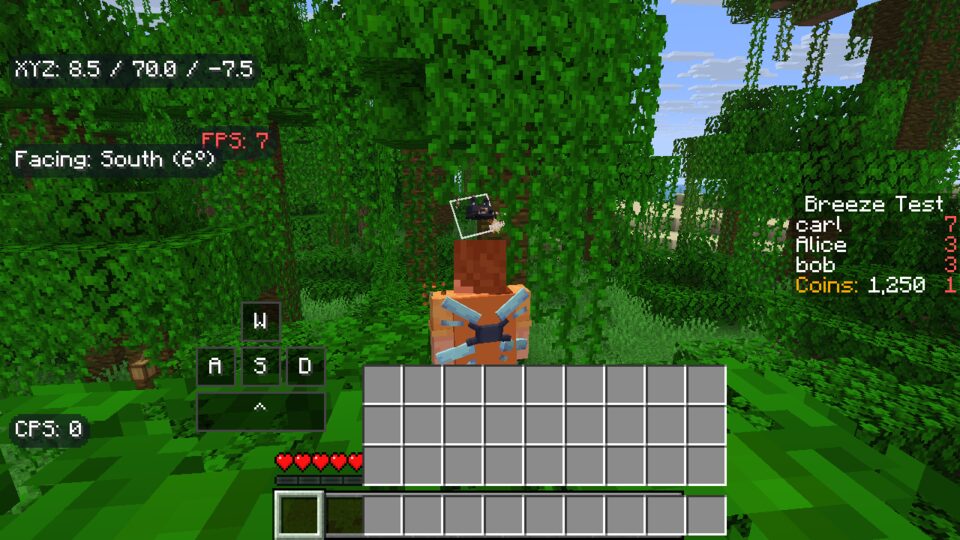 XYZ: 8.5 / 70.0 / -7.5
FPS: 7
Facing: South (6°)
Breeze Test
carl 7
Alice 3
bob 3
Coins: 1,250 1
W
A S D
^
CPS: 0